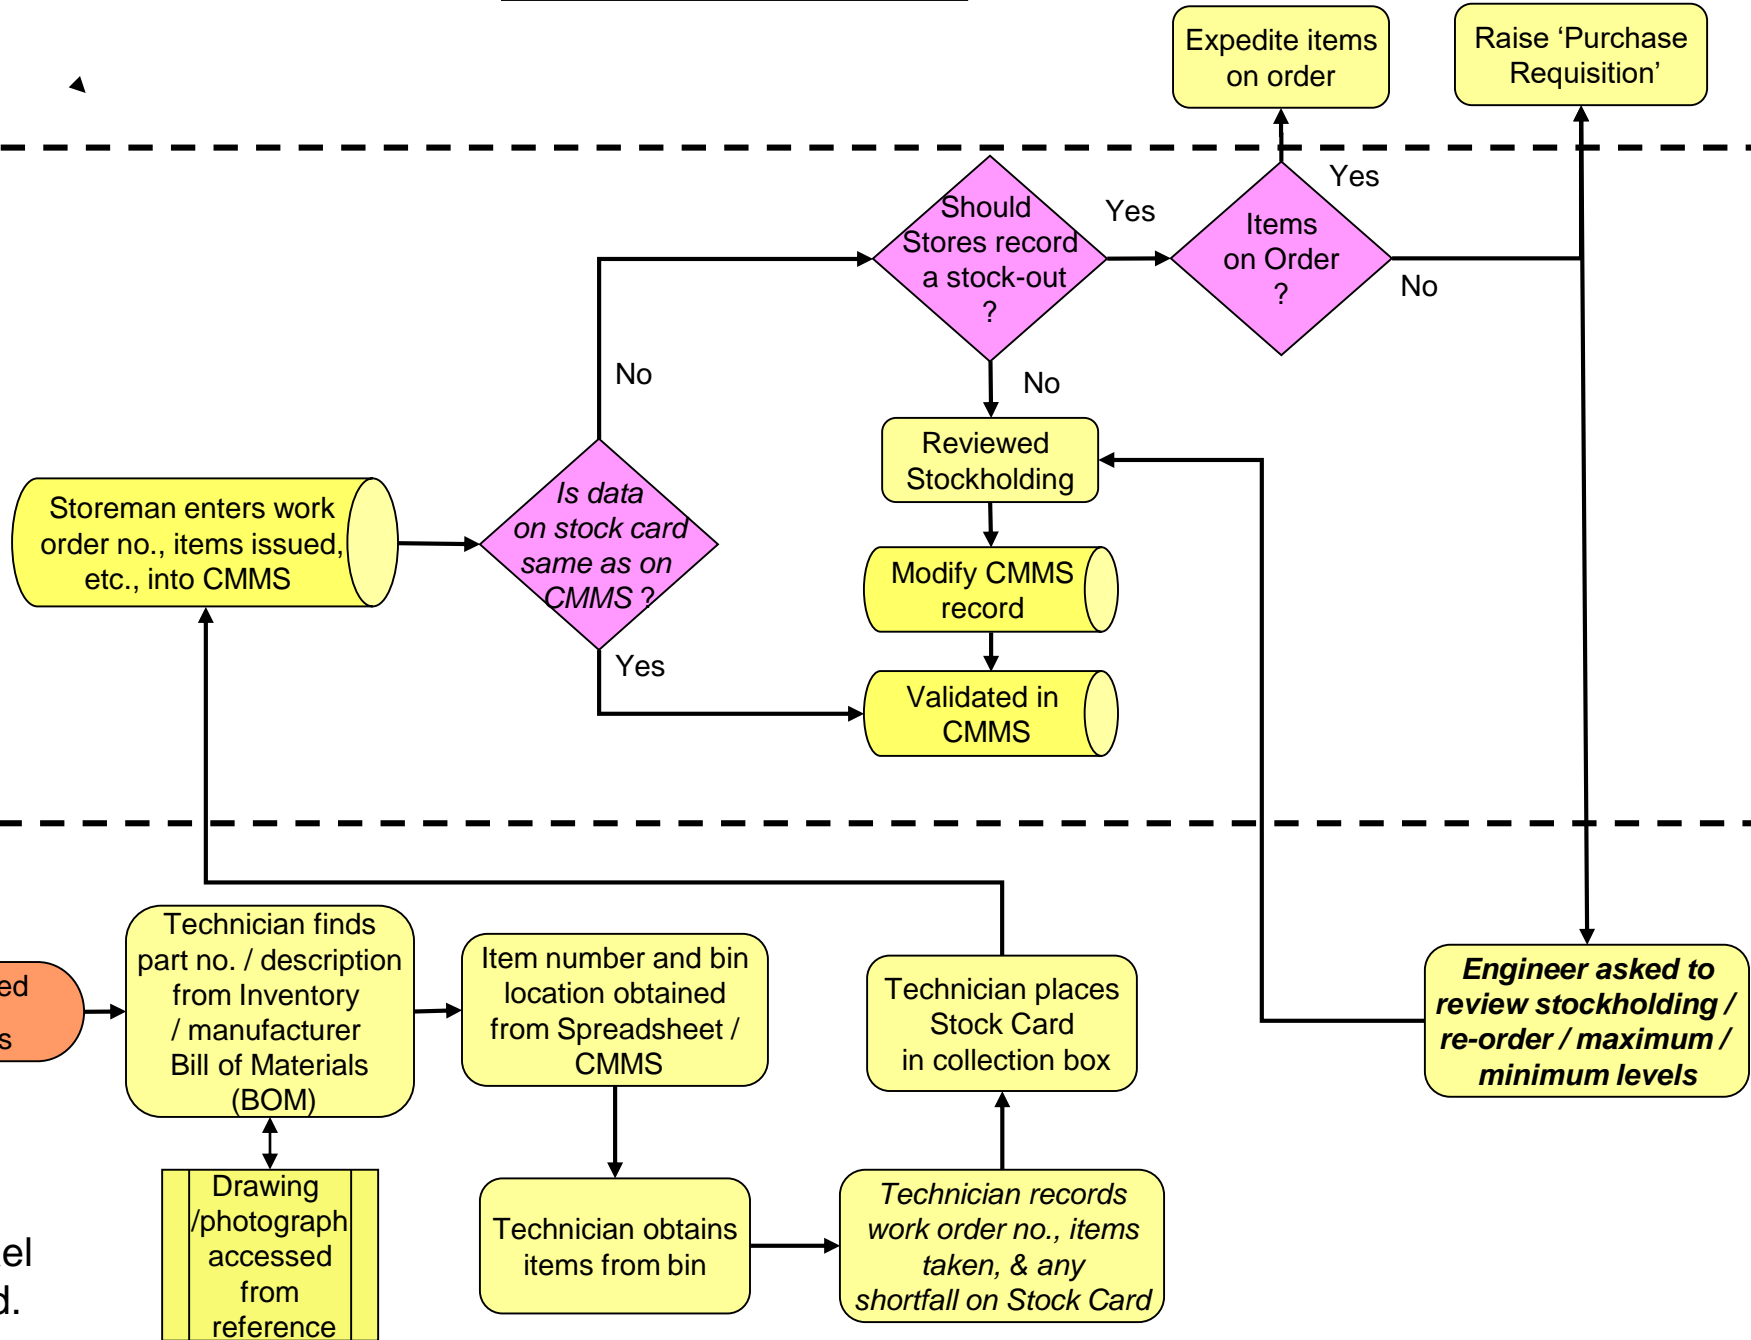 Expedite items
on order
Raise ‘Purchase
Requisition’
Should
Stores record
a stock-out
?
Yes
Items
on Order
?
Yes
No
No
No
Reviewed
Stockholding
Storeman enters work
order no., items issued,
etc., into CMMS
Is data
on stock card
same as on
CMMS ?
Modify CMMS
record
Yes
Validated in
CMMS
Technician finds
part no. / description
from Inventory
/ manufacturer
Bill of Materials
(BOM)
Item number and bin
location obtained
from Spreadsheet /
CMMS
Technician places
Stock Card
in collection box
Engineer asked to
review stockholding /
re-order / maximum /
minimum levels
Drawing
/photograph
accessed
from
reference
Technician obtains
items from bin
Technician records
work order no., items
taken, & any
shortfall on Stock Card